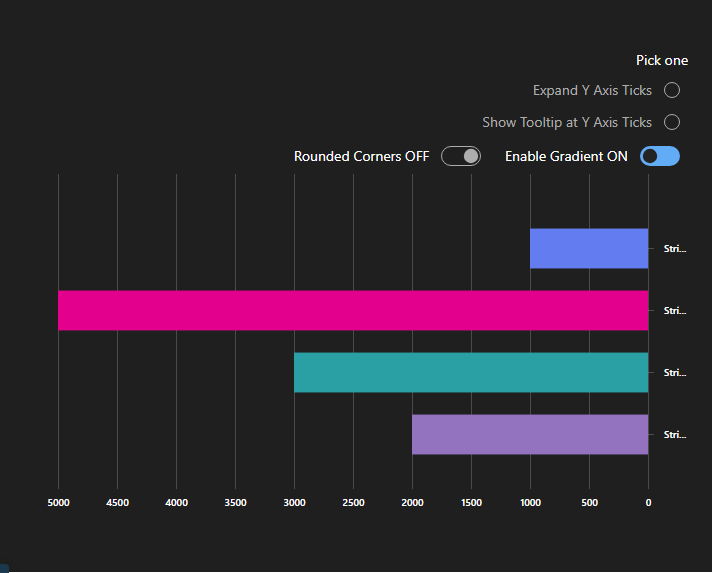 Pick one
Expand Y Axis Ticks
Show Tooltip at Y Axis Ticks
Rounded Corners OFF Enable Gradient ON
Stri...
Stri...
Stri...
Stri...
5000 4500 4000 3500 3000 2500 2000 1500 1000 500 0